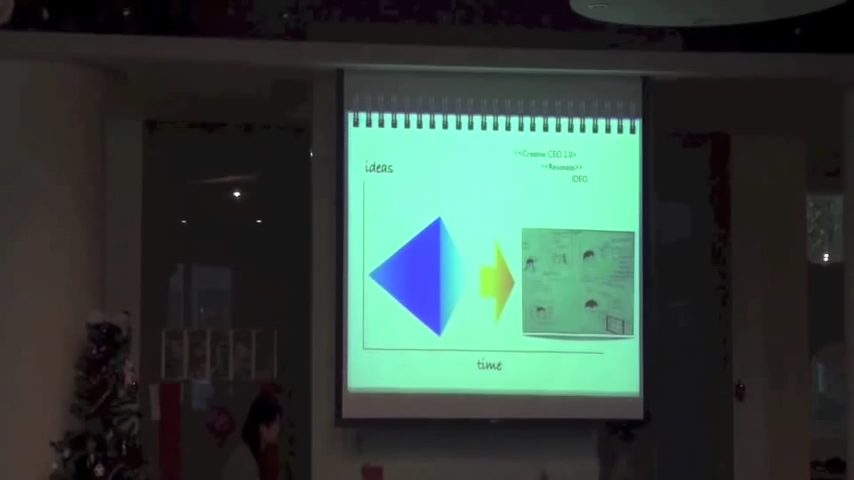 ideas
<<Creative CEO 2.0>>
<<Resonate>>
IDEO
time